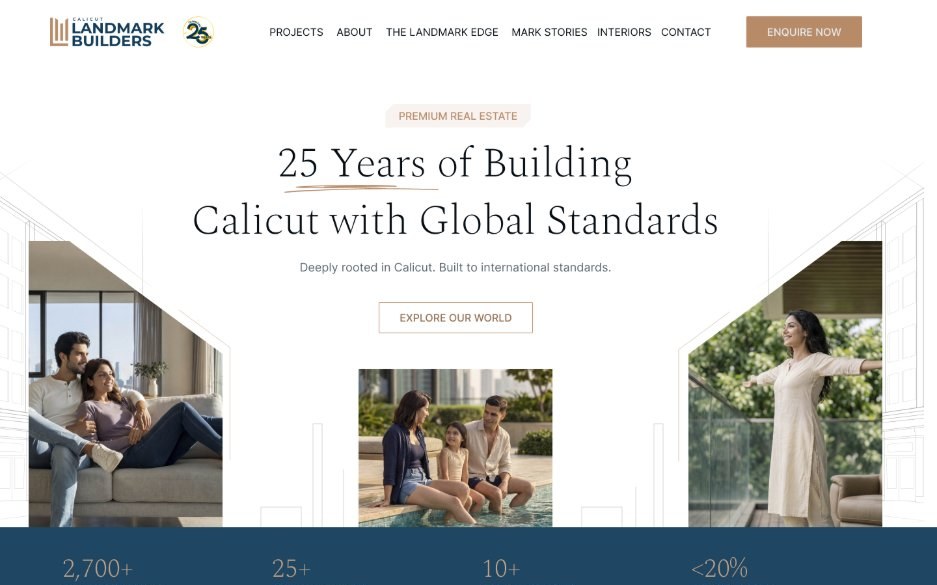 CALICUT
LANDMARK
BUILDERS
25
PROJECTS ABOUT THE LANDMARK EDGE MARK STORIES INTERIORS CONTACT
ENQUIRE NOW
PREMIUM REAL ESTATE
25 Years of Building
Calicut with Global Standards
Deeply rooted in Calicut. Built to international standards.
EXPLORE OUR WORLD
2,700+ 25+ 10+ <20%